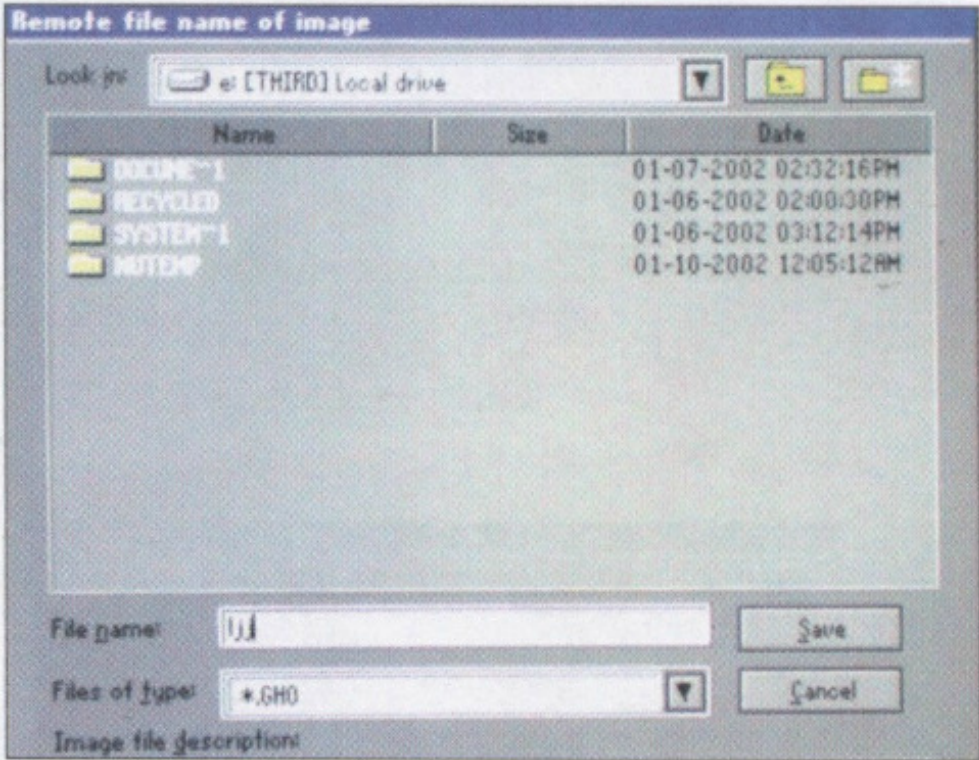 Remote file name of image
Look in: e: [THIRD] Local drive
Name Size Date
DOCUME~1 01-07-2002 02:32:16PM
RECYCLED 01-06-2002 02:00:30PM
SYSTEM~1 01-06-2002 03:12:14PM
NUTEMP 01-10-2002 12:05:12AM
File name: ljj
Save
Files of type: *.GHO
Cancel
Image file description: